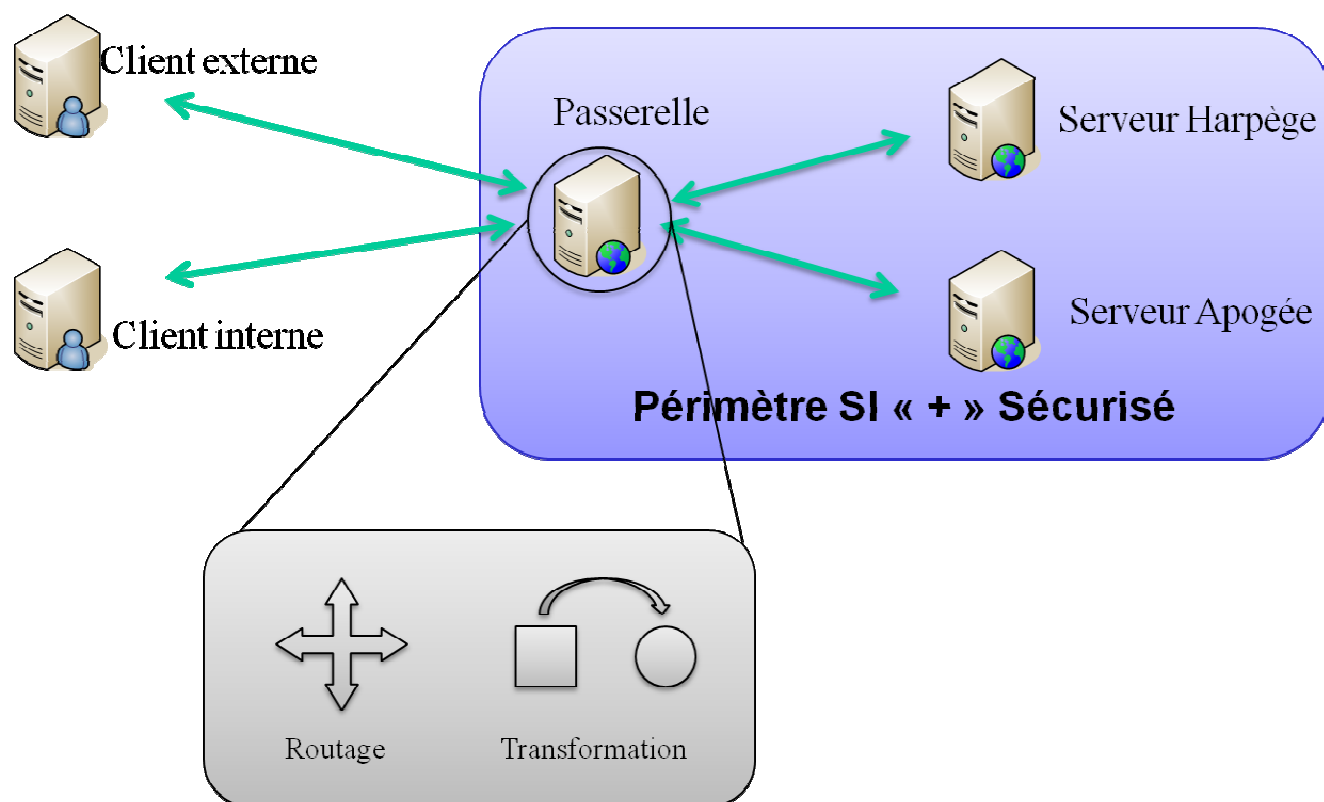 Client externe
Passerelle
Serveur Harpège
Client interne
Serveur Apogée
Périmètre SI « + » Sécurisé
Routage
Transformation